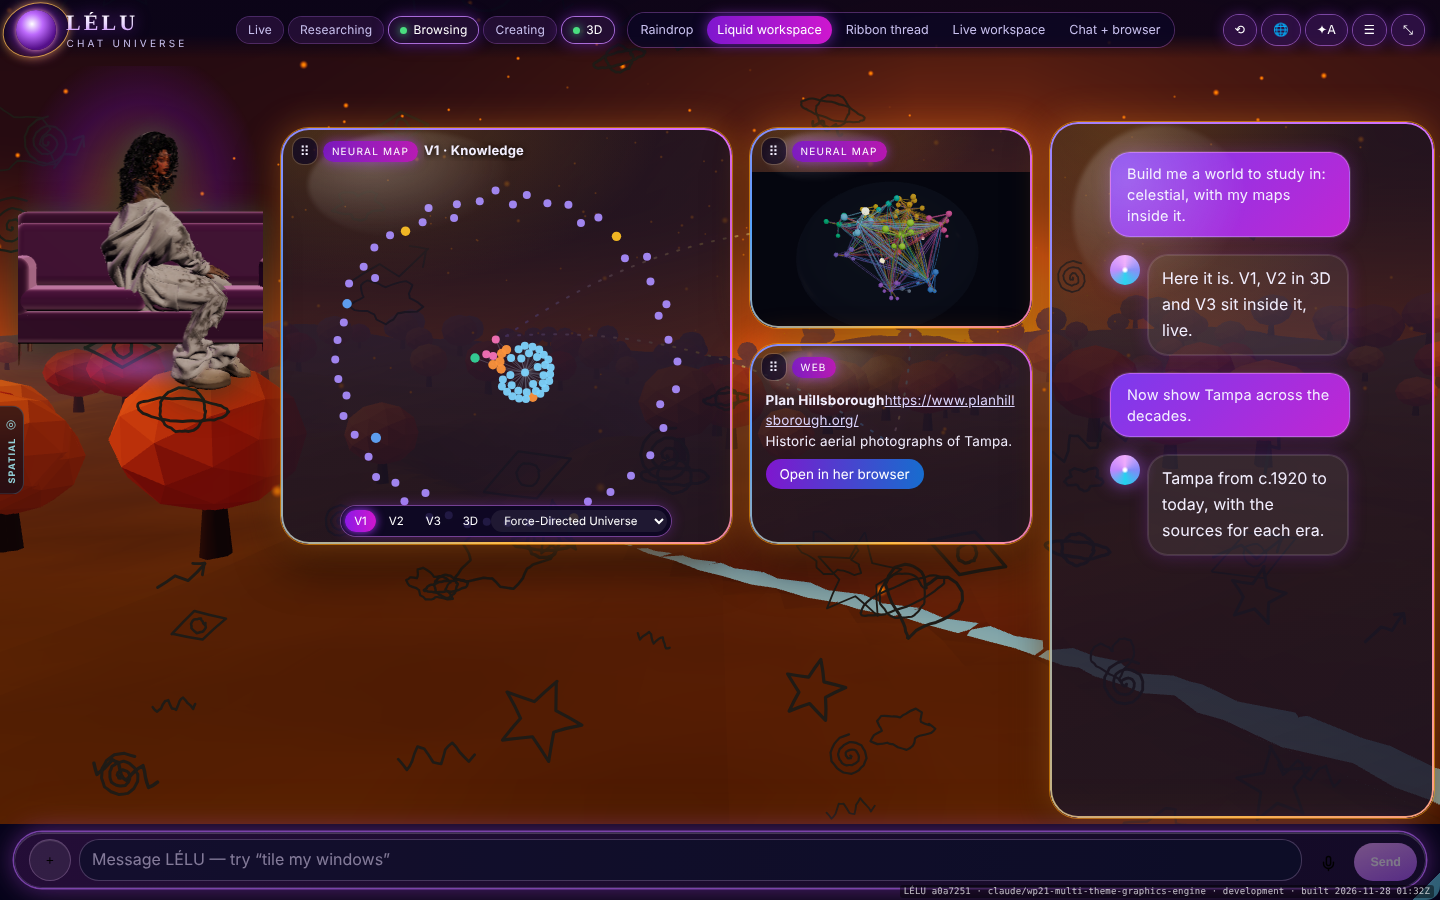 LÉLU
CHAT UNIVERSE
Live
Researching
Browsing
Creating
3D
Raindrop
Liquid workspace
Ribbon thread
Live workspace
Chat + browser
A
SPATIAL
NEURAL MAP V1 · Knowledge
V1 V2 V3 3D Force-Directed Universe
NEURAL MAP
WEB
Plan Hillsboroughhttps://www.planhill
sborough.org/
Historic aerial photographs of Tampa.
Open in her browser
Build me a world to study in:
celestial, with my maps
inside it.
Here it is. V1, V2 in 3D
and V3 sit inside it,
live.
Now show Tampa across the
decades.
Tampa from c.1920 to
today, with the
sources for each era.
+
Message LÉLU — try “tile my windows”
Send
LÉLU a0a7251 · claude/wp21-multi-theme-graphics-engine · development · built 2026-11-28 01:32Z